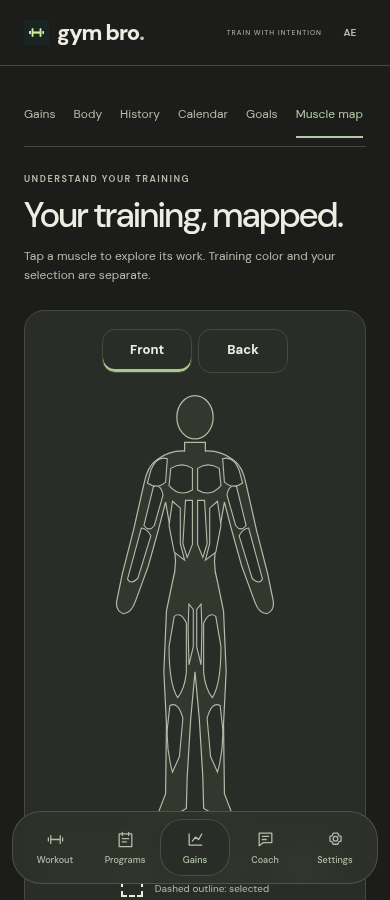 gym bro.
TRAIN WITH INTENTION
AE
Gains Body History Calendar Goals Muscle map
UNDERSTAND YOUR TRAINING
Your training, mapped.
Tap a muscle to explore its work. Training color and your
selection are separate.
Front Back
Workout Programs Gains Coach Settings
Dashed outline: selected